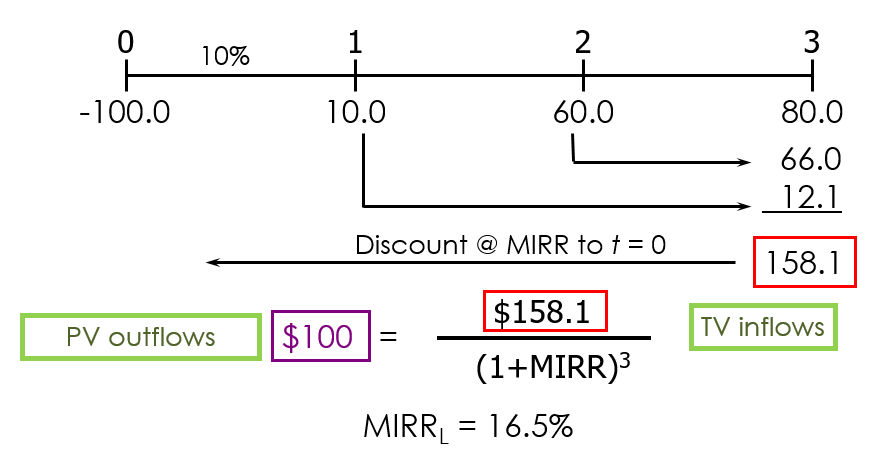 0 1 2 3
10%
-100.0 10.0 60.0 80.0
66.0
12.1
Discount @ MIRR to t = 0
158.1
PV outflows $100 = $158.1 TV inflows
(1+MIRR)³
MIRR_L = 16.5%